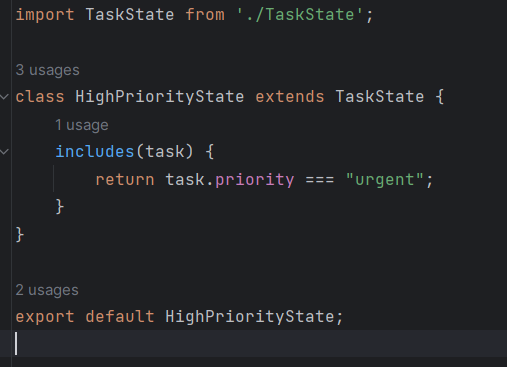 import TaskState from './TaskState';
3 usages
class HighPriorityState extends TaskState {
1 usage
includes(task) {
return task.priority === "urgent";
}
}
2 usages
export default HighPriorityState;